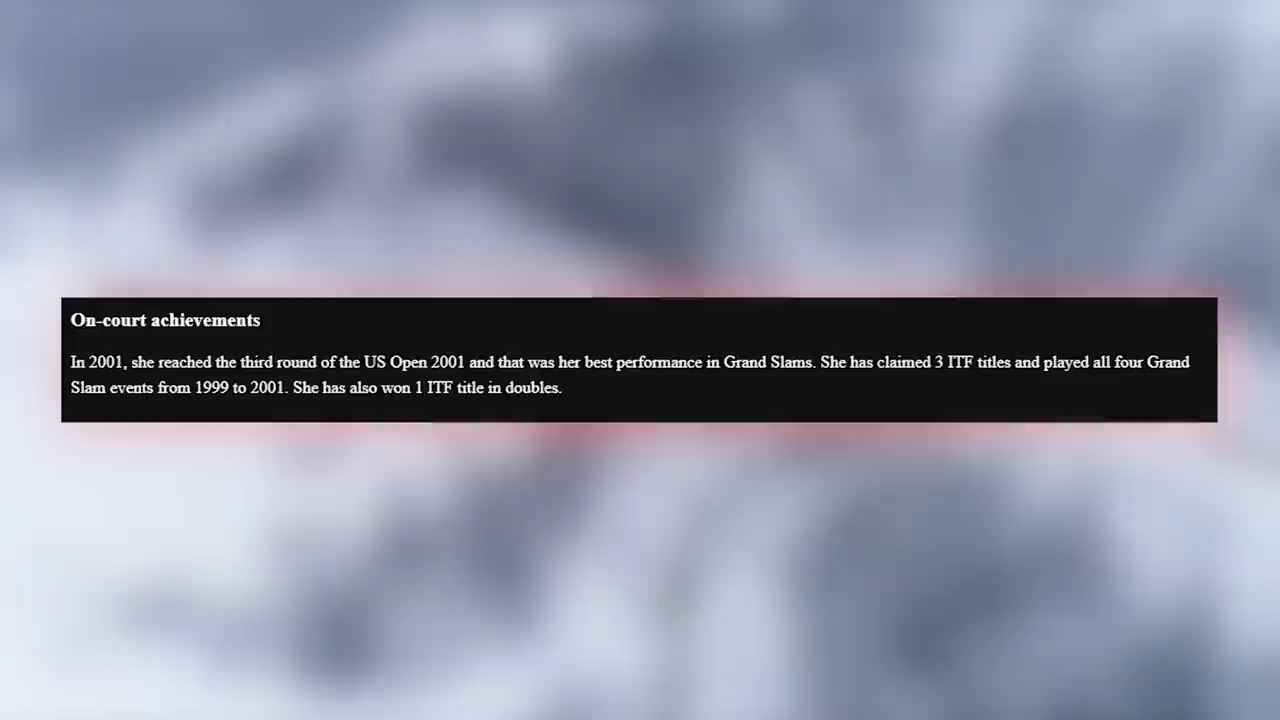 On-court achievements
In 2001, she reached the third round of the US Open 2001 and that was her best performance in Grand Slams. She has claimed 3 ITF titles and played all four Grand
Slam events from 1999 to 2001. She has also won 1 ITF title in doubles.